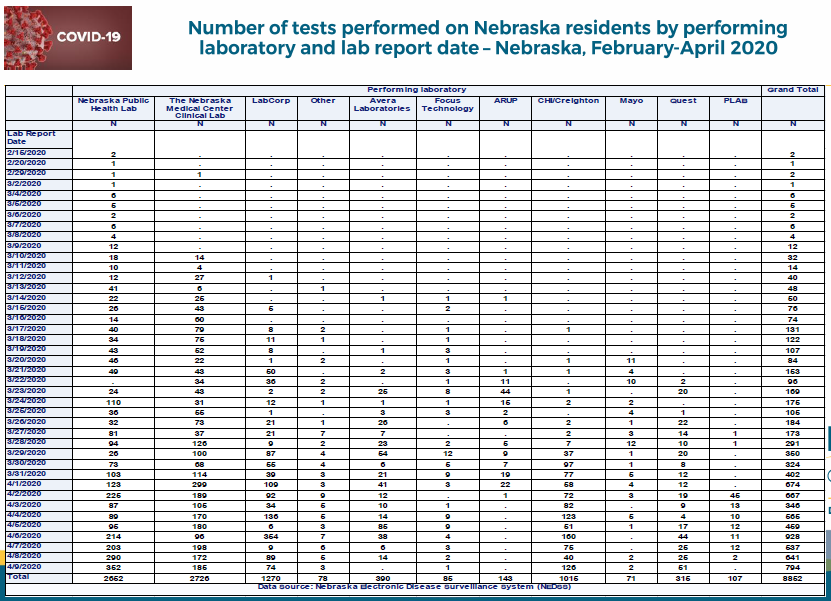 COVID-19
Number of tests performed on Nebraska residents by performing
laboratory and lab report date – Nebraska, February-April 2020
Performing laboratory Grand Total
Nebraska Public Health Lab The Nebraska Medical Center Clinical Lab LabCorp Other Avera Laboratories Focus Technology ARUP CHI/Creighton Mayo Quest PLAB
N N N N N N N N N N N N
Lab Report Date
2/15/2020 2 . . . . . . . . . . 2
2/20/2020 1 . . . . . . . . . . 1
2/29/2020 1 1 . . . . . . . . . 2
3/2/2020 1 . . . . . . . . . . 1
3/4/2020 6 . . . . . . . . . . 6
3/5/2020 5 . . . . . . . . . . 5
3/6/2020 2 . . . . . . . . . . 2
3/7/2020 6 . . . . . . . . . . 6
3/8/2020 4 . . . . . . . . . . 4
3/9/2020 12 . . . . . . . . . . 12
3/10/2020 18 14 . . . . . . . . . 32
3/11/2020 10 4 . . . . . . . . . 14
3/12/2020 12 27 1 . . . . . . . . 40
3/13/2020 41 6 . 1 . . . . . . . 48
3/14/2020 22 25 . . 1 1 1 . . . . 50
3/15/2020 26 43 5 . . 2 . . . . . 76
3/16/2020 14 60 . . . . . . . . . 74
3/17/2020 40 79 8 2 . 1 . 1 . . . 131
3/18/2020 34 75 11 1 . 1 . . . . . 122
3/19/2020 43 52 8 . 1 3 . . . . . 107
3/20/2020 46 22 1 2 . 1 . 1 11 . . 84
3/21/2020 49 43 50 . 2 3 1 1 4 . . 153
3/22/2020 . 34 36 2 . 1 11 . 10 2 . 96
3/23/2020 24 43 2 2 25 8 44 1 . 20 . 169
3/24/2020 110 31 12 1 1 1 15 2 2 . . 175
3/25/2020 36 55 1 . 3 3 2 . 4 1 . 105
3/26/2020 32 73 21 1 26 . 6 2 1 22 . 184
3/27/2020 81 37 21 7 7 . . 2 3 14 1 173
3/28/2020 94 126 9 2 23 2 5 7 12 10 1 291
3/29/2020 26 100 87 4 54 12 9 37 1 20 . 350
3/30/2020 73 68 55 4 6 5 7 97 1 8 . 324
3/31/2020 103 114 39 3 21 9 19 77 5 12 . 402
4/1/2020 123 299 109 3 41 3 22 58 4 12 . 674
4/2/2020 225 189 92 9 12 . 1 72 3 19 45 667
4/3/2020 87 105 34 5 10 1 . 82 . 9 13 346
4/4/2020 89 170 136 5 14 9 . 123 5 4 10 565
4/5/2020 95 180 6 3 85 9 . 51 1 17 12 459
4/6/2020 214 96 354 7 38 4 . 160 . 44 11 928
4/7/2020 203 198 9 6 6 3 . 75 . 25 12 537
4/8/2020 290 172 89 5 14 2 . 40 2 25 2 641
4/9/2020 352 185 74 3 . 1 . 126 2 51 . 794
Total 2652 2726 1270 78 390 85 143 1015 71 315 107 8852
Data Source: Nebraska Electronic Disease Surveillance System (NEDSS)